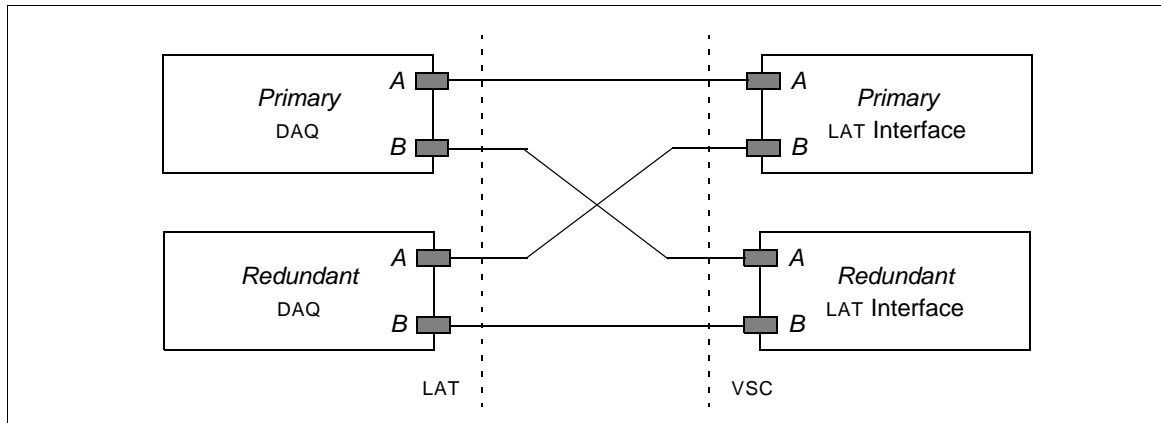 A
Primary
DAQ
B
A
Primary
LAT Interface
B
A
Redundant
DAQ
B
A
Redundant
LAT Interface
B
LAT
VSC